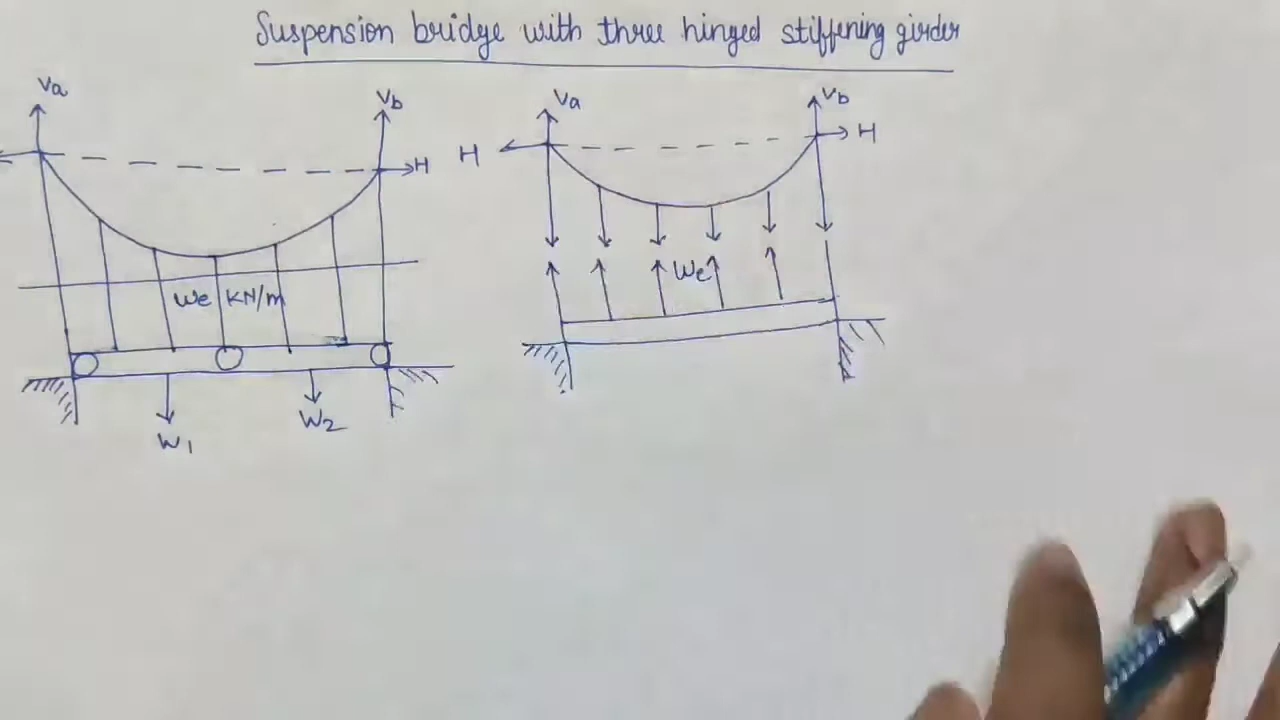 Suspension bridge with three hinged stiffening girder
Va
Vb
H
We KN/m
W1
W2
Va
Vb
H
H
We